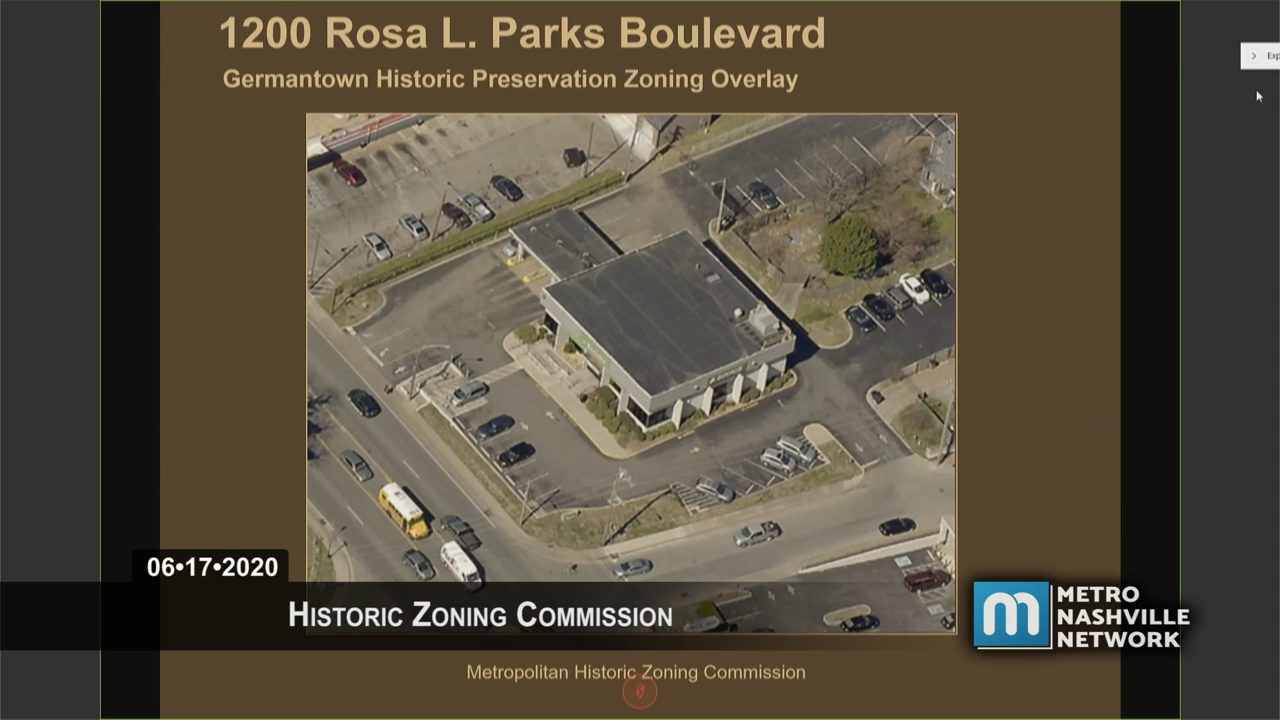 1200 Rosa L. Parks Boulevard
Germantown Historic Preservation Zoning Overlay
Exp
06•17•2020
Historic Zoning Commission
METRO
NASHVILLE
NETWORK
Metropolitan Historic Zoning Commission